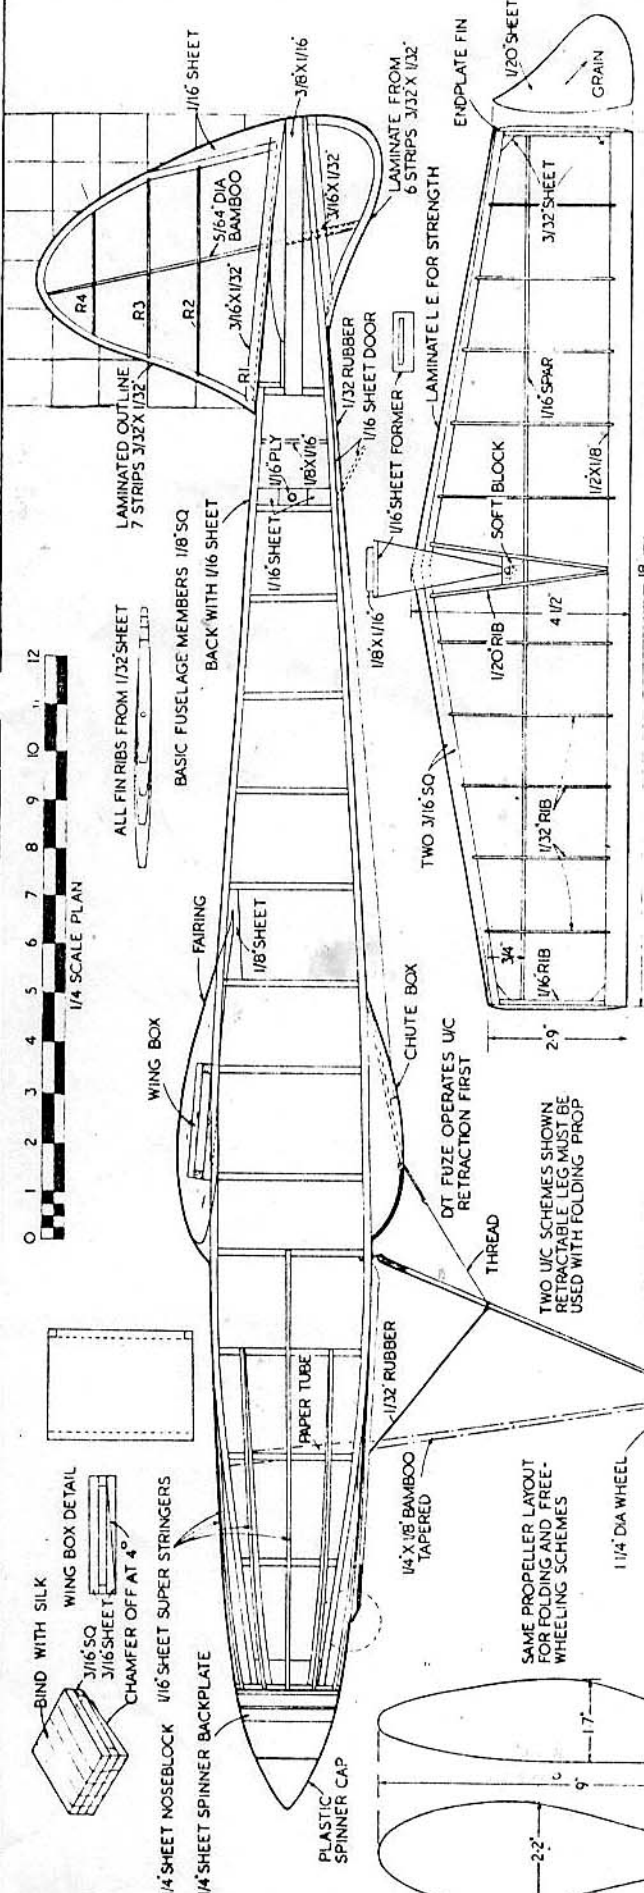 BIND WITH SILK
WING BOX DETAIL
3/16"SQ
3/16"SHEET
CHAMFER OFF AT 4°
1/4"SHEET NOSEBLOCK
1/16"SHEET SUPER STRINGERS
1/4"SHEET SPINNER BACKPLATE
PLASTIC
SPINNER CAP
0
1
2
3
4
5
6
7
8
9
10
11
12
1/4 SCALE PLAN
ALL FIN RIBS FROM 1/32"SHEET
BASIC FUSELAGE MEMBERS 1/8"SQ
BACK WITH 1/16 SHEET
LAMINATED OUTLINE
7 STRIPS 3/32"X 1/32"
WING BOX
FAIRING
1/8"SHEET
1/16"SHEET
1/16"PLY
1/8X1/16"
R4
R3
R2
R1
5/64"DIA
BAMBOO
3/16X1/32"
1/16"SHEET
3/8"X1/16"
3/16X1/32"
LAMINATE FROM
6 STRIPS 3/32"X 1/32"
1/32 RUBBER
1/16 SHEET DOOR
1/16"SHEET FORMER
1/8"X1/16"
PAPER TUBE
1/32"RUBBER
1/4"X 1/8"BAMBOO
TAPERED
THREAD
CHUTE BOX
D/T FUZE OPERATES U/C
RETRACTION FIRST
TWO U/C SCHEMES SHOWN
RETRACTABLE LEG MUST BE
USED WITH FOLDING PROP
SAME PROPELLER LAYOUT
FOR FOLDING AND FREE-
WHEELING SCHEMES
1 1/4"DIA WHEEL
1·7"
9"
2·2"
TWO 3/16"SQ
LAMINATE L E. FOR STRENGTH
ENDPLATE FIN
1/20"SHEET
GRAIN
3/32"SHEET
1/16"SPAR
1/2"X1/8"
SOFT BLOCK
1/20"RIB
4 1/2"
1/32"RIB
3/4"
1/16"RIB
2·9"